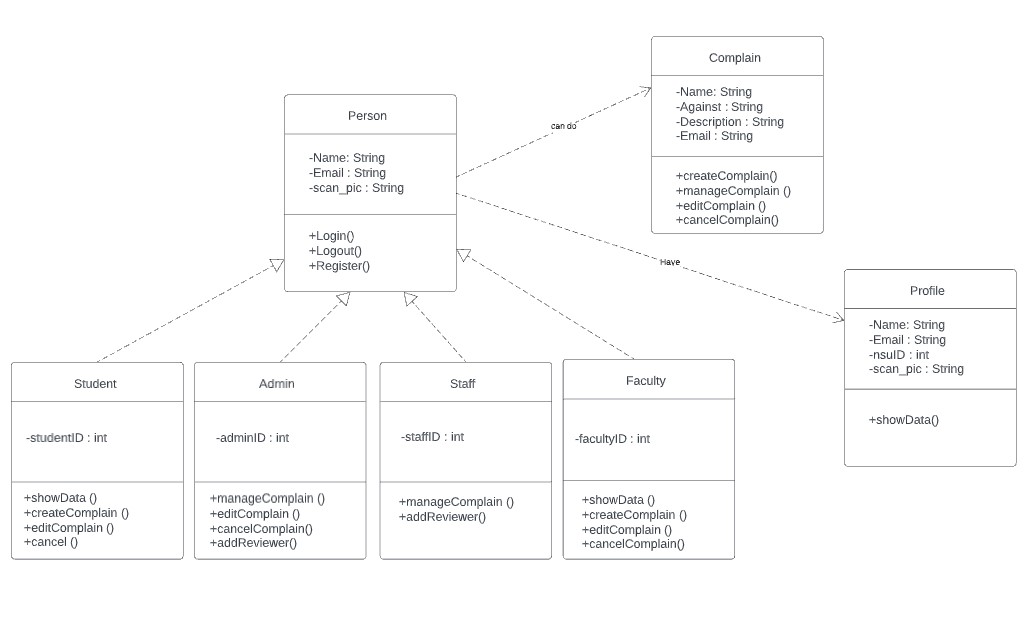 Complain
-Name: String
-Against : String
-Description : String
-Email : String
+createComplain()
+manageComplain ()
+editComplain ()
+cancelComplain()
Person
-Name: String
-Email : String
-scan_pic : String
+Login()
+Logout()
+Register()
can do
Have
Profile
-Name: String
-Email : String
-nsuID : int
-scan_pic : String
+showData()
Student
-studentID : int
+showData ()
+createComplain ()
+editComplain ()
+cancel ()
Admin
-adminID : int
+manageComplain ()
+editComplain ()
+cancelComplain()
+addReviewer()
Staff
-staffID : int
+manageComplain ()
+addReviewer()
Faculty
-facultyID : int
+showData ()
+createComplain ()
+editComplain ()
+cancelComplain()